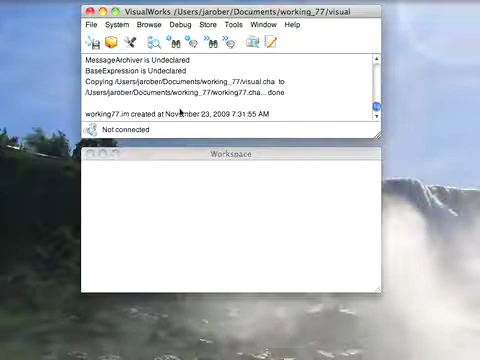 VisualWorks /Users/jarober/Documents/working_77/visual
File System Browse Debug Store Tools Window Help
MessageArchiver is Undeclared
BaseExpression is Undeclared
Copying /Users/jarober/Documents/working_77/visual.cha to
/Users/jarober/Documents/working_77/working77.cha... done
working77.im created at November 23, 2009 7:31:55 AM
Not connected
Workspace